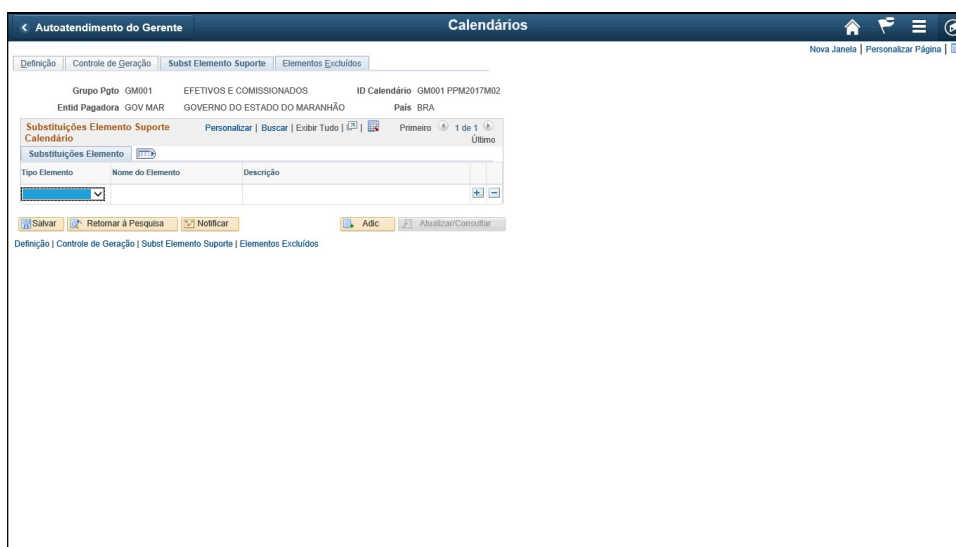 Autoatendimento do Gerente
Calendários
Nova Janela | Personalizar Página |
Definição Controle de Geração Subst Elemento Suporte Elementos Excluídos
Grupo Pgto GM001 EFETIVOS E COMISSIONADOS ID Calendário GM001 PPM2017M02
Entid Pagadora GOV MAR GOVERNO DO ESTADO DO MARANHÃO País BRA
Substituições Elemento Suporte Calendário Personalizar | Buscar | Exibir Tudo | | Primeiro 1 de 1 Último
Substituições Elemento
Tipo Elemento Nome do Elemento Descrição
Salvar Retornar à Pesquisa Notificar Adic Atualizar/Consultar
Definição | Controle de Geração | Subst Elemento Suporte | Elementos Excluídos